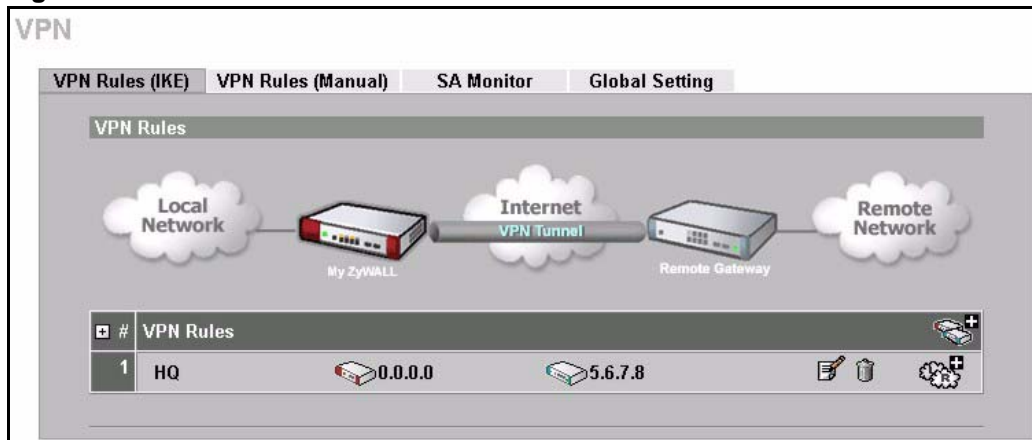 VPN
VPN Rules (IKE) VPN Rules (Manual) SA Monitor Global Setting
VPN Rules
Local
Network
Internet
VPN Tunnel
Remote
Network
My ZyWALL
Remote Gateway
# VPN Rules
1 HQ 0.0.0.0 5.6.7.8
R